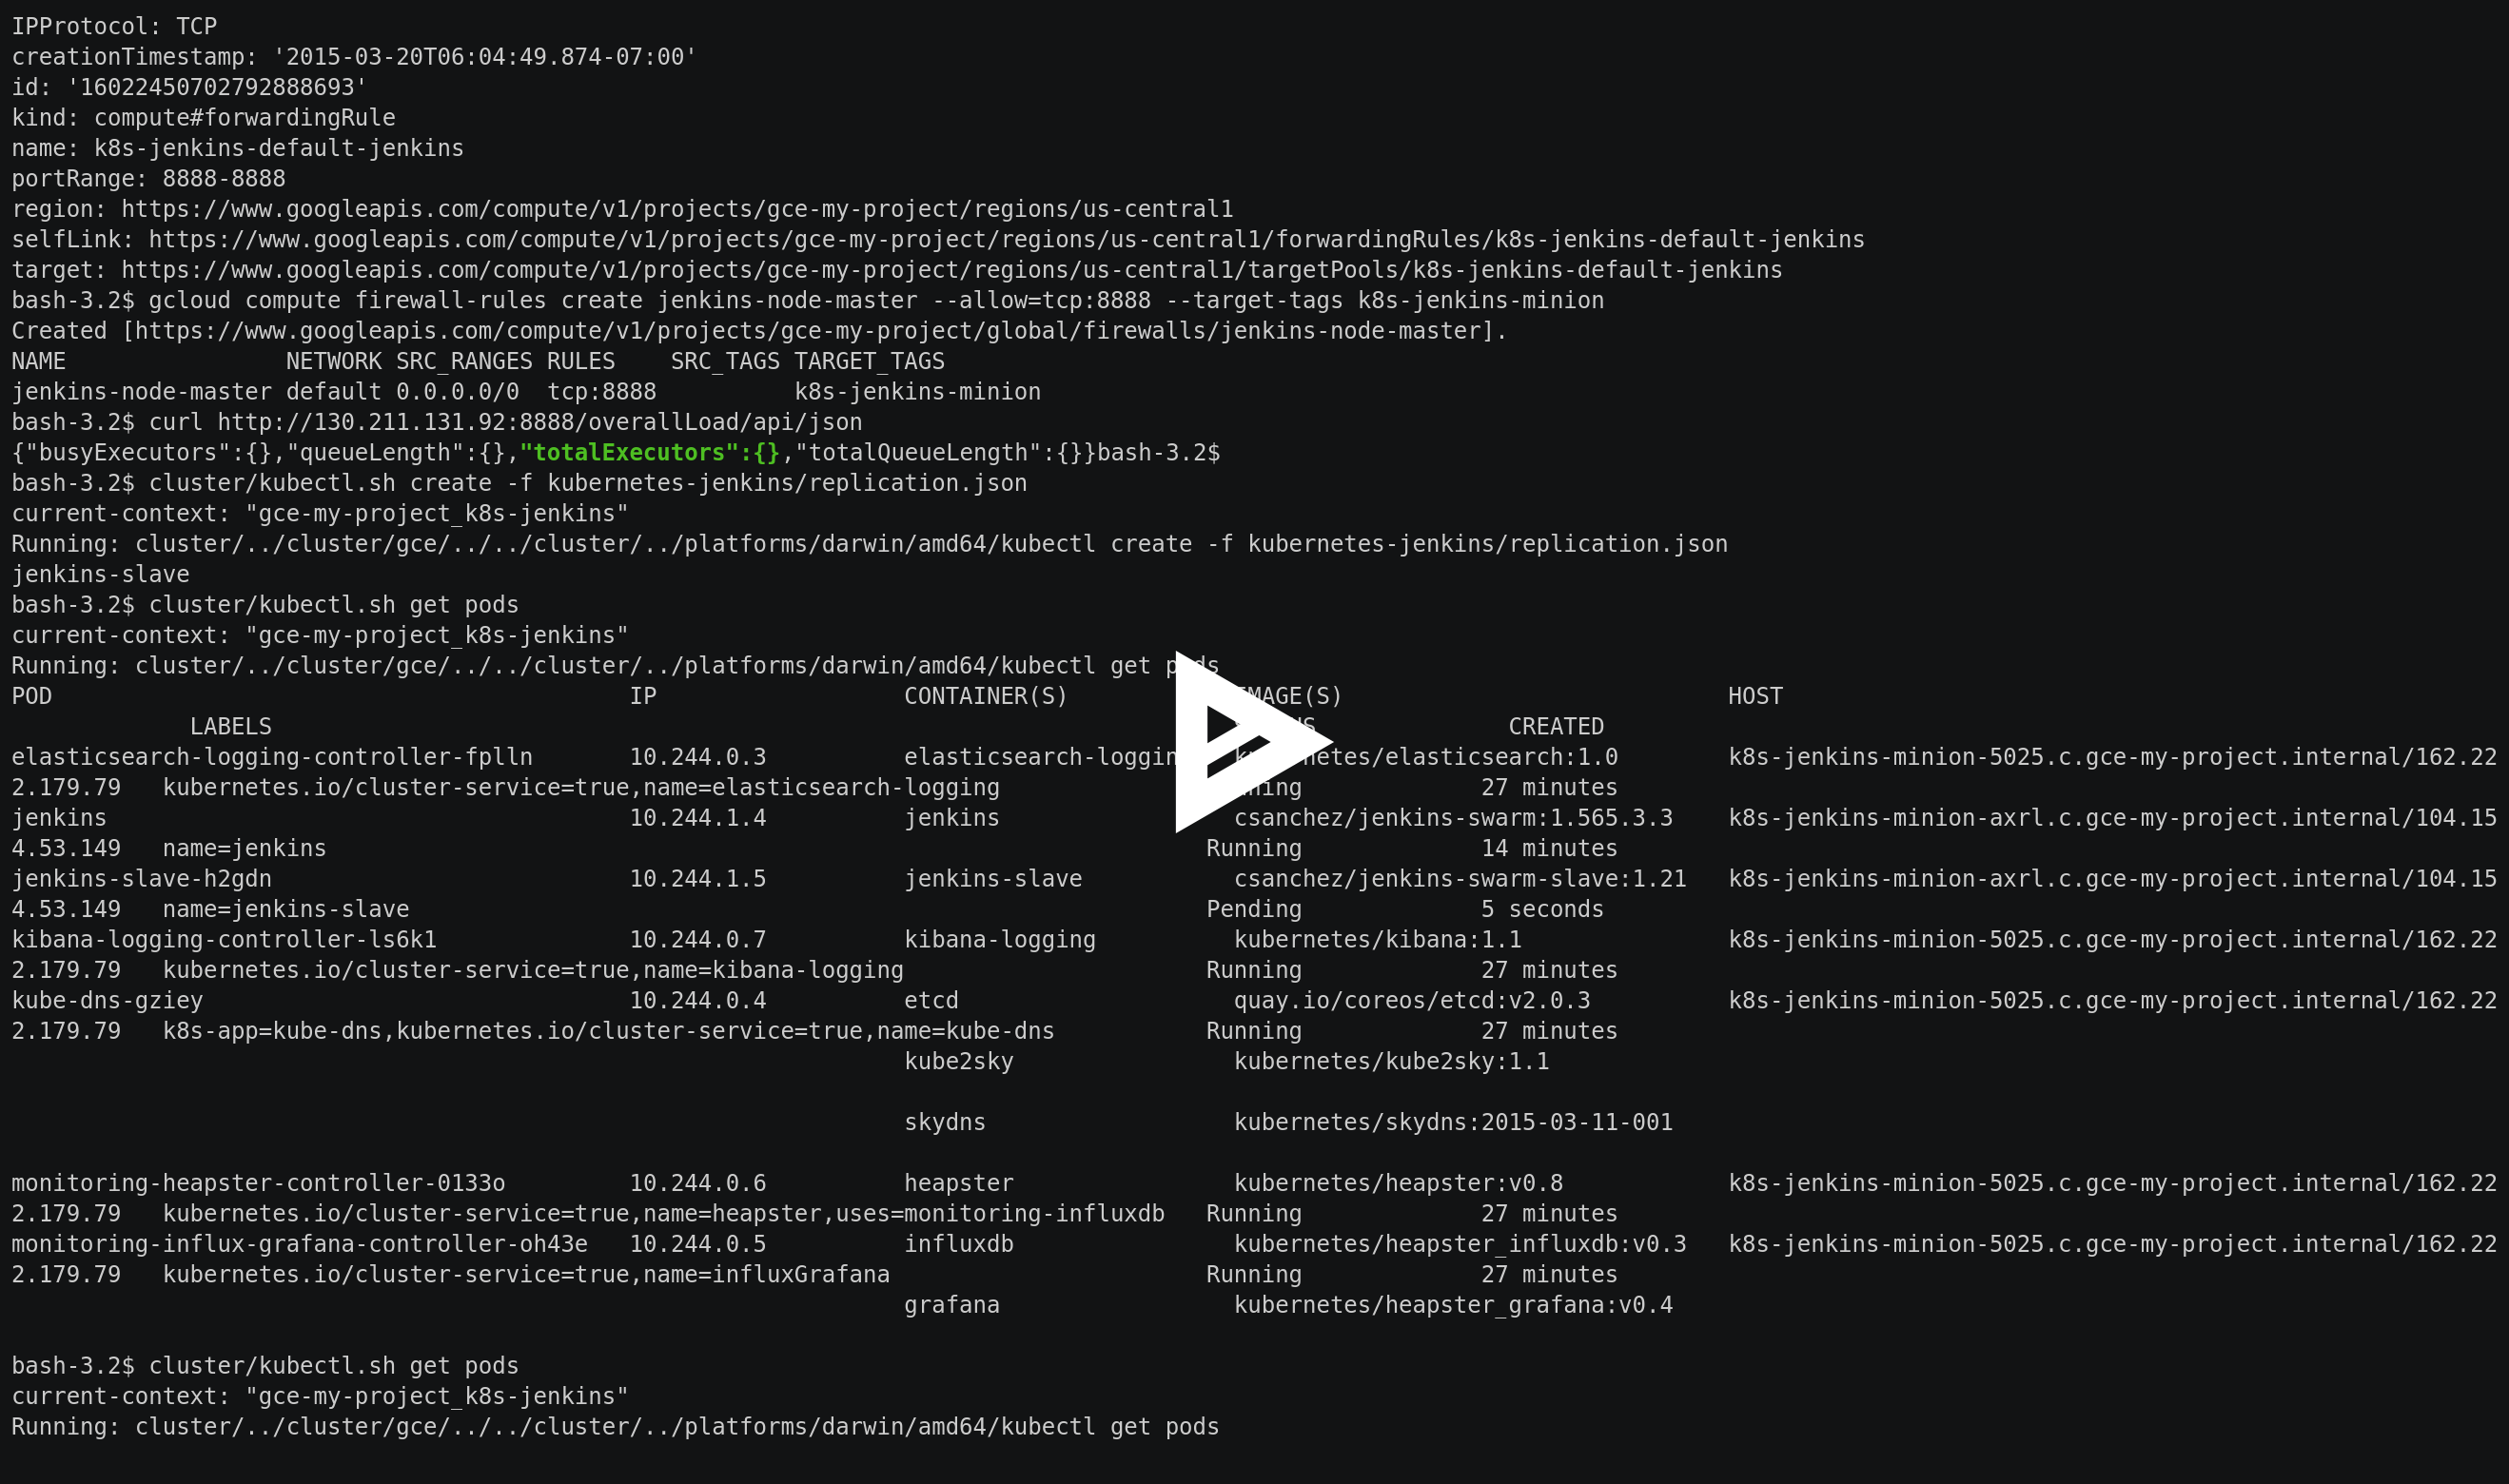 IPProtocol: TCP
creationTimestamp: '2015-03-20T06:04:49.874-07:00'
id: '16022450702792888693'
kind: compute#forwardingRule
name: k8s-jenkins-default-jenkins
portRange: 8888-8888
region: https://www.googleapis.com/compute/v1/projects/gce-my-project/regions/us-central1
selfLink: https://www.googleapis.com/compute/v1/projects/gce-my-project/regions/us-central1/forwardingRules/k8s-jenkins-default-jenkins
target: https://www.googleapis.com/compute/v1/projects/gce-my-project/regions/us-central1/targetPools/k8s-jenkins-default-jenkins
bash-3.2$ gcloud compute firewall-rules create jenkins-node-master --allow=tcp:8888 --target-tags k8s-jenkins-minion
Created [https://www.googleapis.com/compute/v1/projects/gce-my-project/global/firewalls/jenkins-node-master].
NAME                NETWORK SRC_RANGES RULES    SRC_TAGS TARGET_TAGS
jenkins-node-master default 0.0.0.0/0  tcp:8888          k8s-jenkins-minion
bash-3.2$ curl http://130.211.131.92:8888/overallLoad/api/json
{"busyExecutors":{},"queueLength":{},"totalExecutors":{},"totalQueueLength":{}}bash-3.2$
bash-3.2$ cluster/kubectl.sh create -f kubernetes-jenkins/replication.json
current-context: "gce-my-project_k8s-jenkins"
Running: cluster/../cluster/gce/../../cluster/../platforms/darwin/amd64/kubectl create -f kubernetes-jenkins/replication.json
jenkins-slave
bash-3.2$ cluster/kubectl.sh get pods
current-context: "gce-my-project_k8s-jenkins"
Running: cluster/../cluster/gce/../../cluster/../platforms/darwin/amd64/kubectl get
POD                                          IP                  CONTAINER(S)                                                HOST
             LABELS                                                                                          CREATED
elasticsearch-logging-controller-fplln       10.244.0.3          k8s-jenkins-minion-5025.c.gce-my-project.internal/162.22
2.179.79   kubernetes.io/cluster-service=true,name=elasticsearch-logging                                   27 minutes
jenkins                                      10.244.1.4          jenkins                 csanchez/jenkins-swarm:1.565.3.3    k8s-jenkins-minion-axrl.c.gce-my-project.internal/104.15
4.53.149   name=jenkins                                                                Running             14 minutes
jenkins-slave-h2gdn                          10.244.1.5          jenkins-slave           csanchez/jenkins-swarm-slave:1.21   k8s-jenkins-minion-axrl.c.gce-my-project.internal/104.15
4.53.149   name=jenkins-slave                                                          Pending             5 seconds
kibana-logging-controller-ls6k1              10.244.0.7          kibana-logging          kubernetes/kibana:1.1               k8s-jenkins-minion-5025.c.gce-my-project.internal/162.22
2.179.79   kubernetes.io/cluster-service=true,name=kibana-logging                      Running             27 minutes
kube-dns-gziey                               10.244.0.4          etcd                    quay.io/coreos/etcd:v2.0.3          k8s-jenkins-minion-5025.c.gce-my-project.internal/162.22
2.179.79   k8s-app=kube-dns,kubernetes.io/cluster-service=true,name=kube-dns           Running             27 minutes
                                                                 kube2sky                kubernetes/kube2sky:1.1
                                                                 skydns                  kubernetes/skydns:2015-03-11-001
monitoring-heapster-controller-0133o         10.244.0.6          heapster                kubernetes/heapster:v0.8            k8s-jenkins-minion-5025.c.gce-my-project.internal/162.22
2.179.79   kubernetes.io/cluster-service=true,name=heapster,uses=monitoring-influxdb   Running             27 minutes
monitoring-influx-grafana-controller-oh43e   10.244.0.5          influxdb                kubernetes/heapster_influxdb:v0.3   k8s-jenkins-minion-5025.c.gce-my-project.internal/162.22
2.179.79   kubernetes.io/cluster-service=true,name=influxGrafana                       Running             27 minutes
                                                                 grafana                 kubernetes/heapster_grafana:v0.4
bash-3.2$ cluster/kubectl.sh get pods
current-context: "gce-my-project_k8s-jenkins"
Running: cluster/../cluster/gce/../../cluster/../platforms/darwin/amd64/kubectl get pods